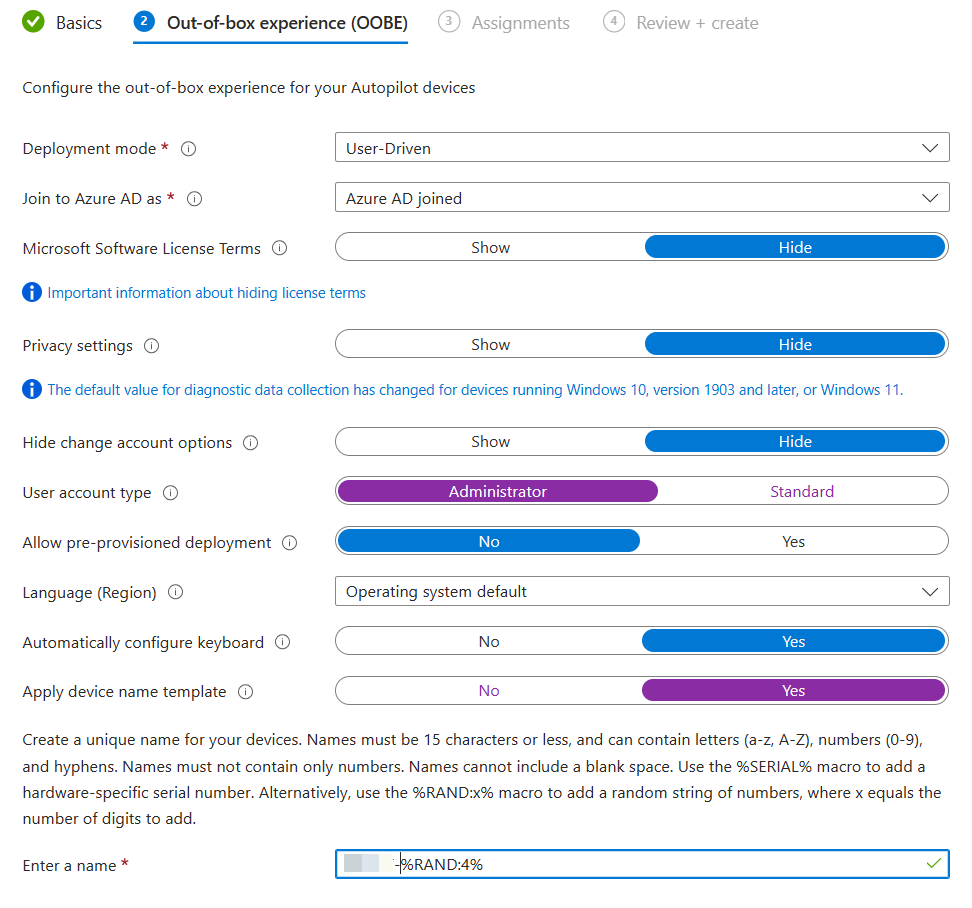 Basics 2 Out-of-box experience (OOBE) 3 Assignments 4 Review + create
Configure the out-of-box experience for your Autopilot devices
Deployment mode * User-Driven
Join to Azure AD as * Azure AD joined
Microsoft Software License Terms Show Hide
Important information about hiding license terms
Privacy settings Show Hide
The default value for diagnostic data collection has changed for devices running Windows 10, version 1903 and later, or Windows 11.
Hide change account options Show Hide
User account type Administrator Standard
Allow pre-provisioned deployment No Yes
Language (Region) Operating system default
Automatically configure keyboard No Yes
Apply device name template No Yes
Create a unique name for your devices. Names must be 15 characters or less, and can contain letters (a-z, A-Z), numbers (0-9),
and hyphens. Names must not contain only numbers. Names cannot include a blank space. Use the %SERIAL% macro to add a
hardware-specific serial number. Alternatively, use the %RAND:x% macro to add a random string of numbers, where x equals the
number of digits to add.
Enter a name * -%RAND:4%